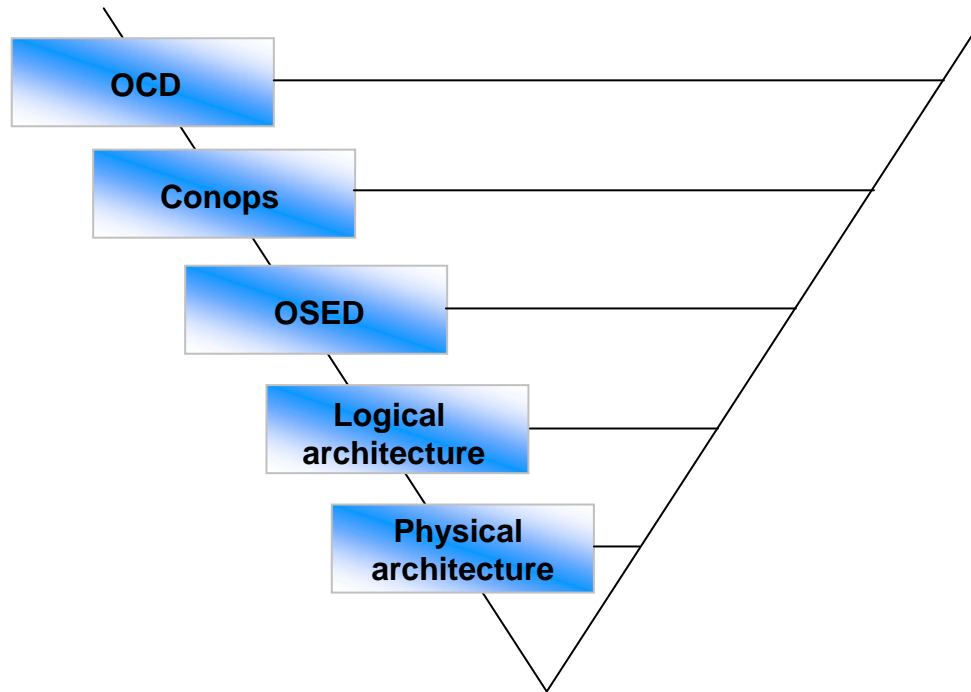 OCD
Conops
OSED
Logical
architecture
Physical
architecture